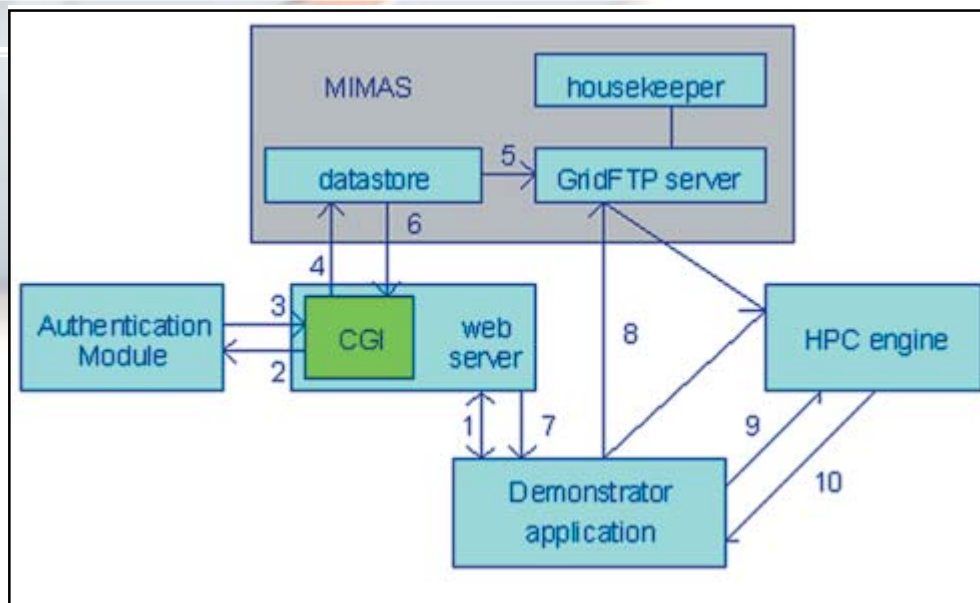 MIMAS
housekeeper
datastore
5
GridFTP server
4
6
Authentication
Module
3
2
CGI
web
server
8
HPC engine
1
7
9
10
Demonstrator
application